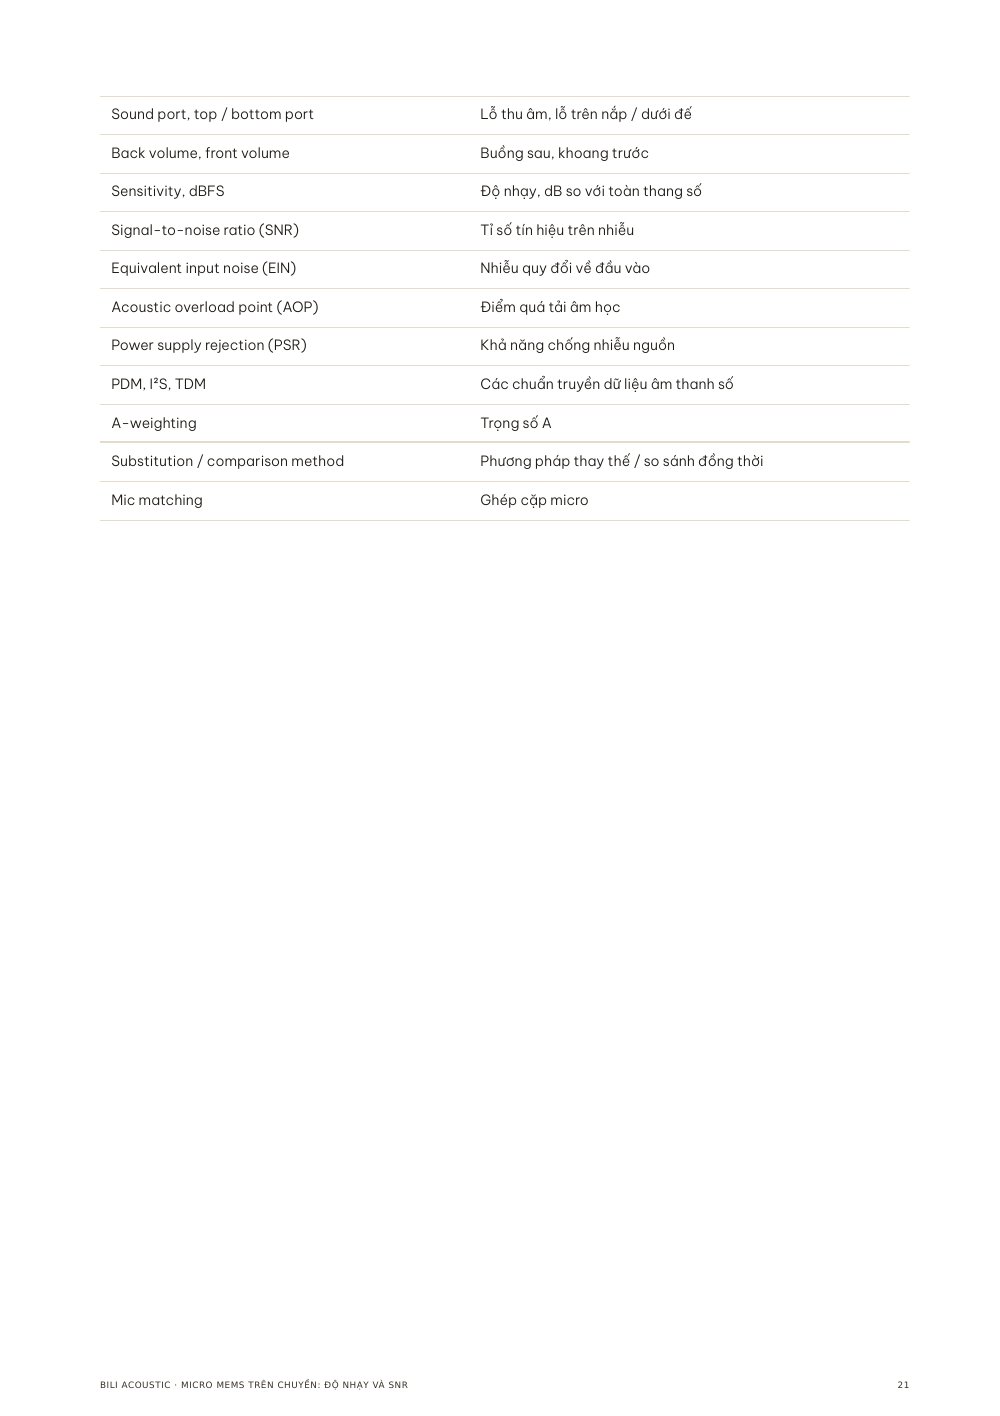 Sound port, top / bottom port Lỗ thu âm, lỗ trên nắp / dưới đế
Back volume, front volume Buồng sau, khoang trước
Sensitivity, dBFS Độ nhạy, dB so với toàn thang số
Signal-to-noise ratio (SNR) Tỉ số tín hiệu trên nhiễu
Equivalent input noise (EIN) Nhiễu quy đổi về đầu vào
Acoustic overload point (AOP) Điểm quá tải âm học
Power supply rejection (PSR) Khả năng chống nhiễu nguồn
PDM, I²S, TDM Các chuẩn truyền dữ liệu âm thanh số
A-weighting Trọng số A
Substitution / comparison method Phương pháp thay thế / so sánh đồng thời
Mic matching Ghép cặp micro
BILI ACOUSTIC · MICRO MEMS TRÊN CHUYỀN: ĐỘ NHẠY VÀ SNR 21